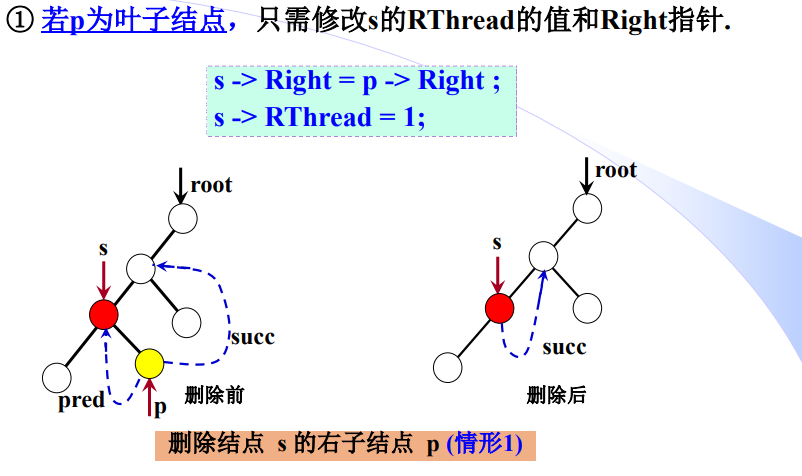 ① 若p为叶子结点，只需修改s的RThread的值和Right指针.
s -> Right = p -> Right ;
s -> RThread = 1;
root
s
succ
pred
p
删除前
root
s
succ
删除后
删除结点 s 的右子结点 p (情形1)